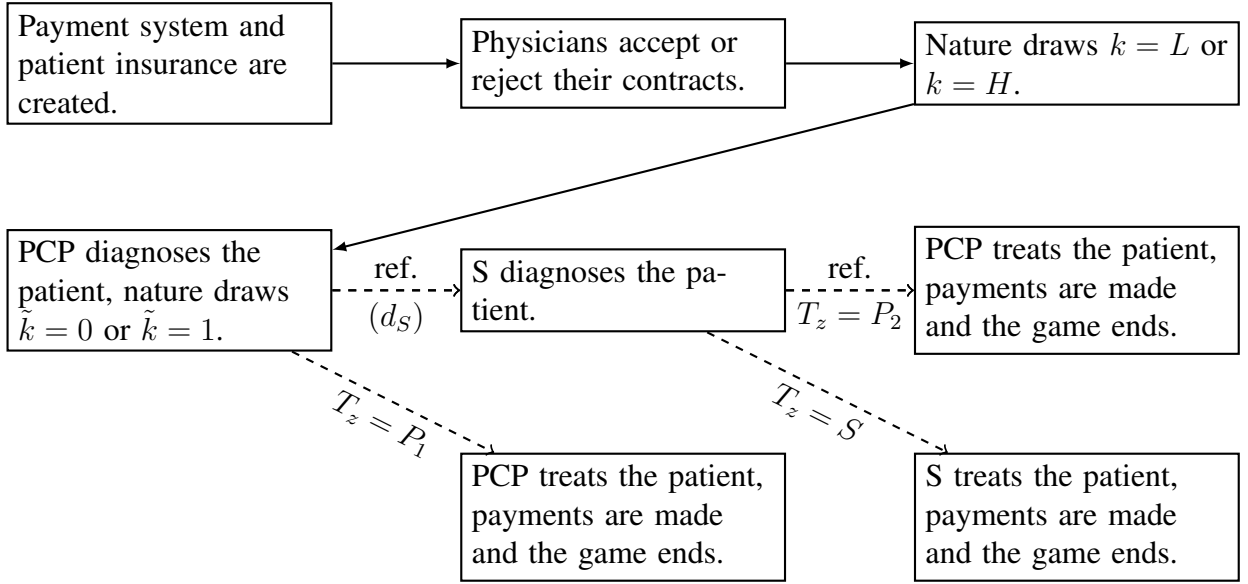 Payment system and
patient insurance are
created.
Physicians accept or
reject their contracts.
Nature draws k = L or
k = H.
PCP diagnoses the
patient, nature draws
k̃ = 0 or k̃ = 1.
ref.
(d_S)
S diagnoses the pa-
tient.
ref.
T_z = P_2
PCP treats the patient,
payments are made
and the game ends.
T_z = P_1
T_z = S
PCP treats the patient,
payments are made
and the game ends.
S treats the patient,
payments are made
and the game ends.